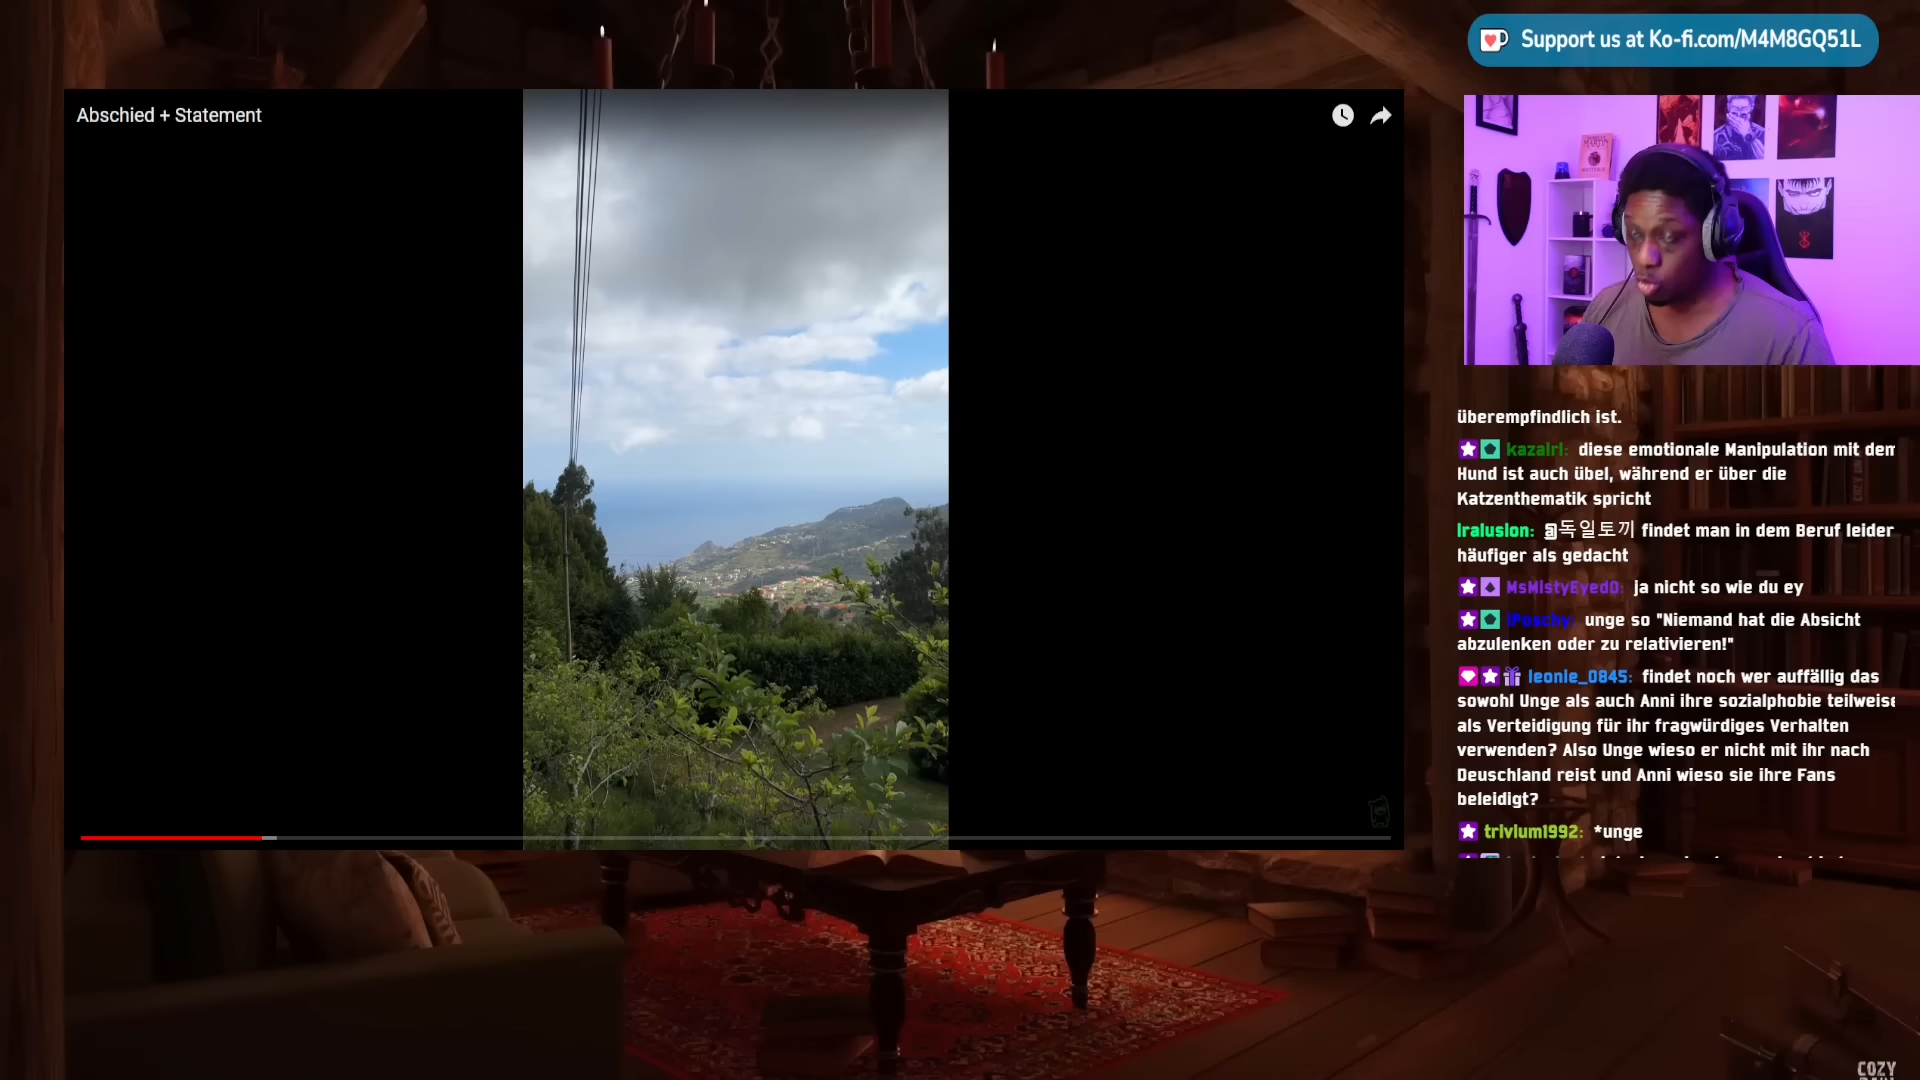 Support us at Ko-fi.com/M4M8GQ51L
Abschied + Statement
MARTIN
überempfindlich ist.
kazairi: diese emotionale Manipulation mit dem
Hund ist auch übel, während er über die
Katzenthematik spricht
Iralusion: @독일토끼 findet man in dem Beruf leider
häufiger als gedacht
MsMistyEyed0: ja nicht so wie du ey
IPoschy: unge so "Niemand hat die Absicht
abzulenken oder zu relativieren!"
leonie_0845: findet noch wer auffällig das
sowohl Unge als auch Anni ihre sozialphobie teilweise
als Verteidigung für ihr fragwürdiges Verhalten
verwenden? Also Unge wieso er nicht mit ihr nach
Deuschland reist und Anni wieso sie ihre Fans
beleidigt?
trivium1992: *unge
COZY